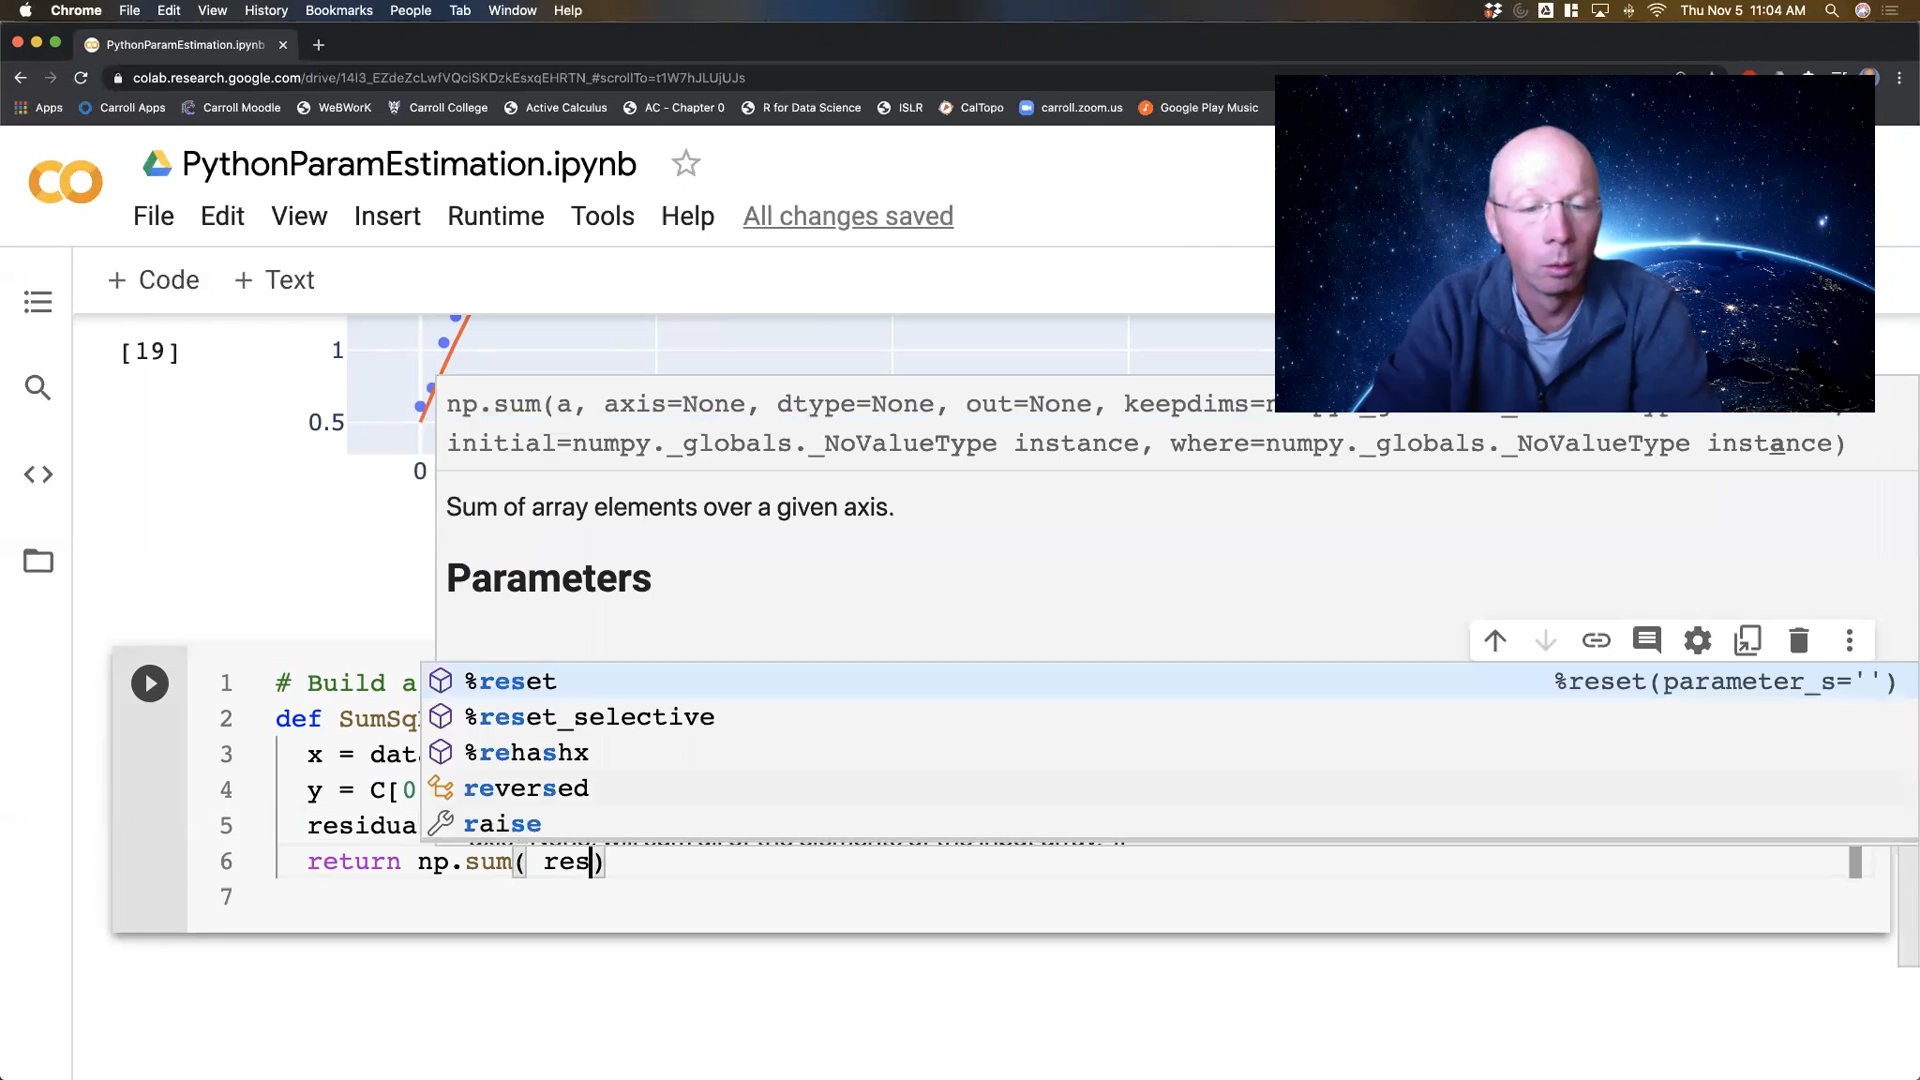 Chrome File Edit View History Bookmarks People Tab Window Help Thu Nov 5 11:04 AM
PythonParamEstimation.ipynb
colab.research.google.com/drive/14l3_EZdeZcLwfVQciSKDzkEsxqEHRTN_#scrollTo=t1W7hJLUjUJs
Apps Carroll Apps Carroll Moodle WeBWorK Carroll College Active Calculus AC - Chapter 0 R for Data Science ISLR CalTopo carroll.zoom.us Google Play Music
PythonParamEstimation.ipynb
File Edit View Insert Runtime Tools Help All changes saved
+ Code + Text
[19]
1
0.5
0
np.sum(a, axis=None, dtype=None, out=None, keepdims=
initial=numpy._globals._NoValueType instance, where=numpy._globals._NoValueType instance)
Sum of array elements over a given axis.
Parameters
1 # Build a
2 def SumSq
3 x = data
4 y = C[0
5 residua
6 return np.sum( res)
7
%reset %reset(parameter_s='')
%reset_selective
%rehashx
reversed
raise